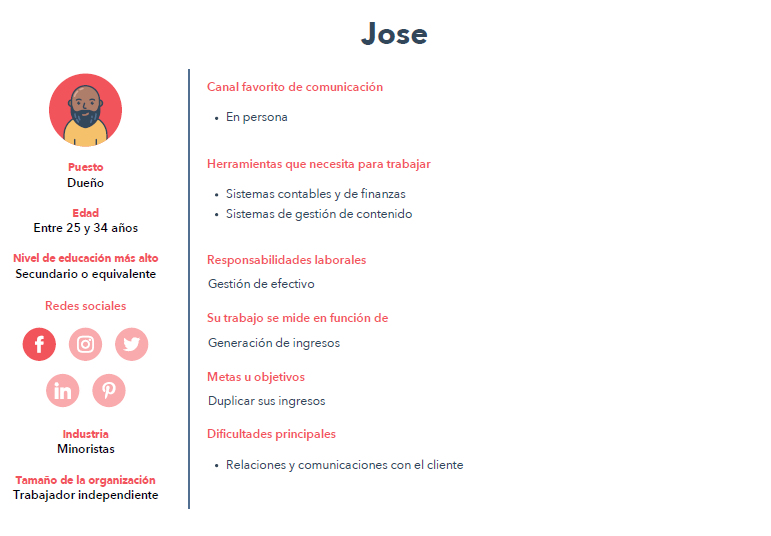 Jose
Puesto
Dueño
Edad
Entre 25 y 34 años
Nivel de educación más alto
Secundario o equivalente
Redes sociales
Industria
Minoristas
Tamaño de la organización
Trabajador independiente
Canal favorito de comunicación
• En persona
Herramientas que necesita para trabajar
• Sistemas contables y de finanzas
• Sistemas de gestión de contenido
Responsabilidades laborales
Gestión de efectivo
Su trabajo se mide en función de
Generación de ingresos
Metas u objetivos
Duplicar sus ingresos
Dificultades principales
• Relaciones y comunicaciones con el cliente